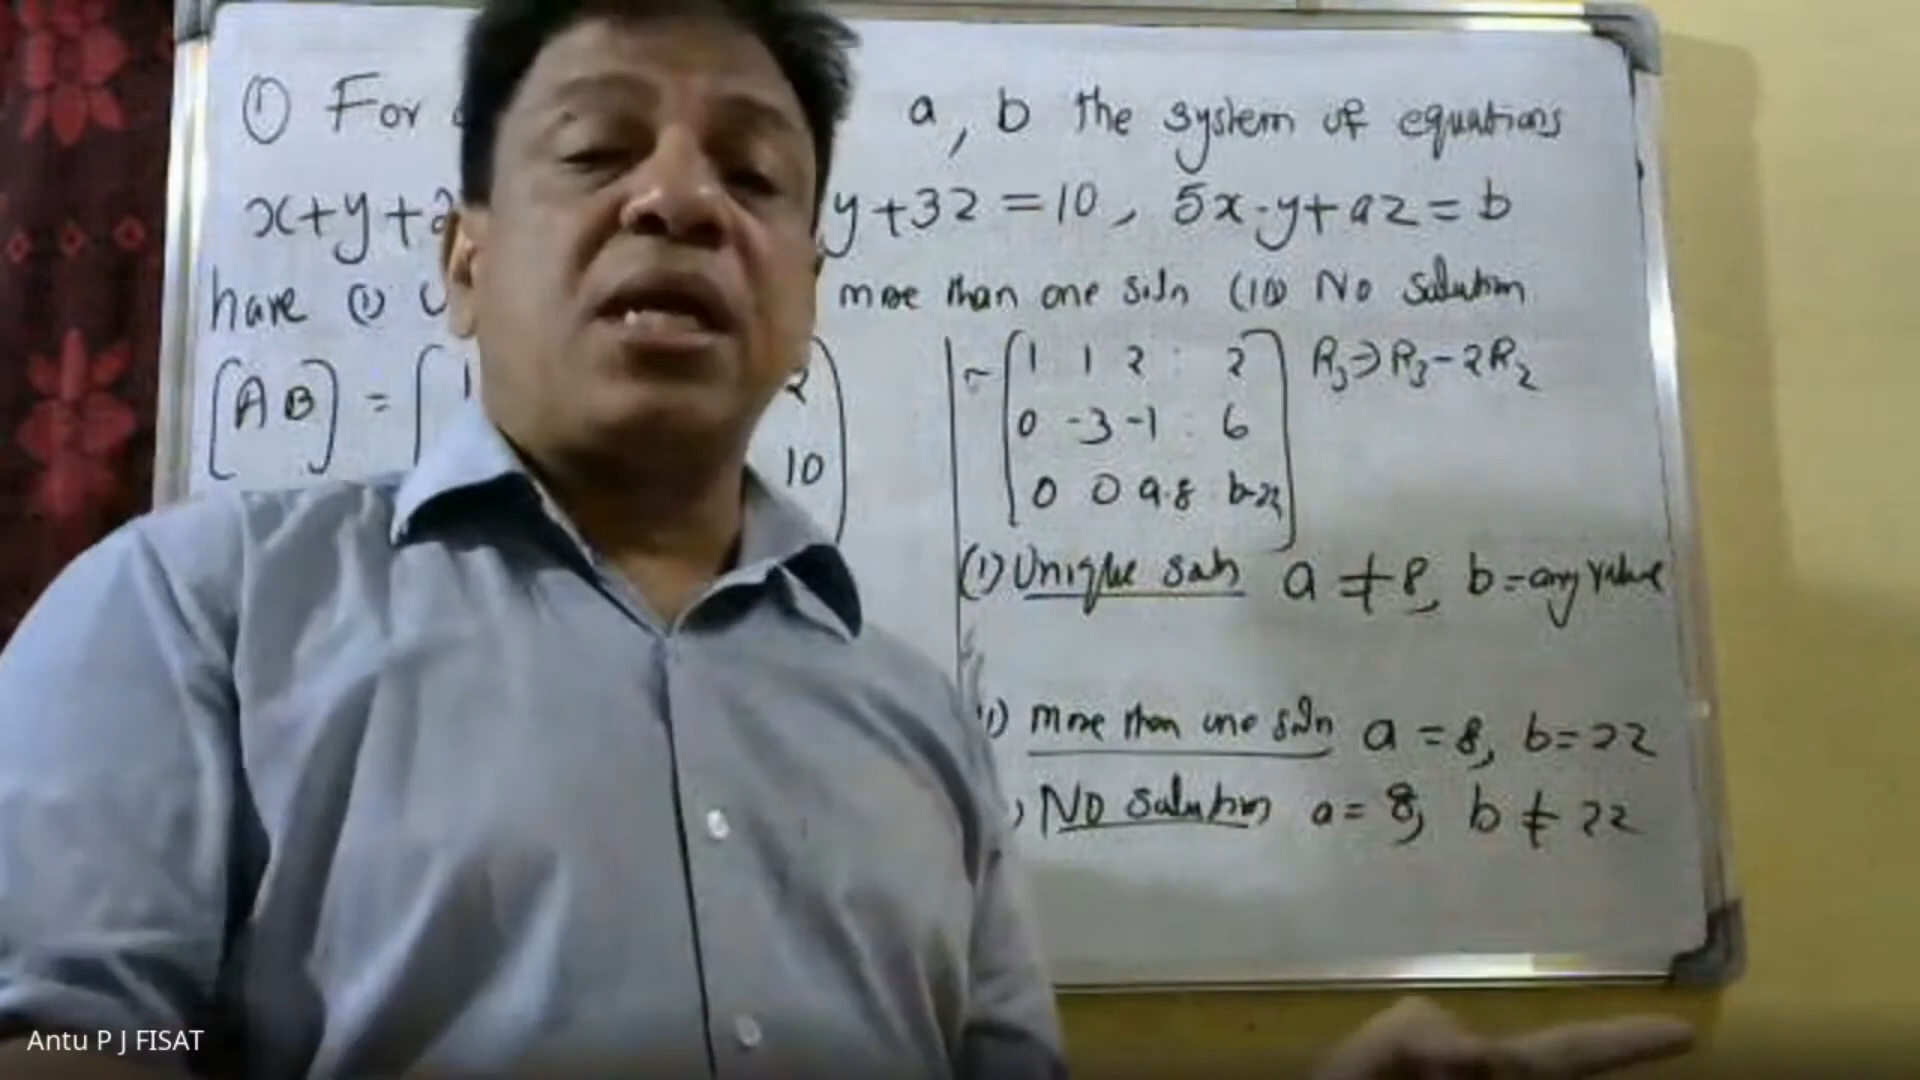 ① For a, b the system of equations
x+y+2 y+3z=10, 5x-y+az=b
have (i) U more than one soln (iii) No Solution
[A B] = [ 1 2
10
~ [ 1 1 2 : 2 ] R3→R3-2R2
0 -3 -1 : 6
0 0 a-8 b-22
(i) Unique soln a ≠ 8, b = any value
i) more than one soln a = 8, b = 22
) No Solution a = 8, b ≠ 22
Antu P J FISAT